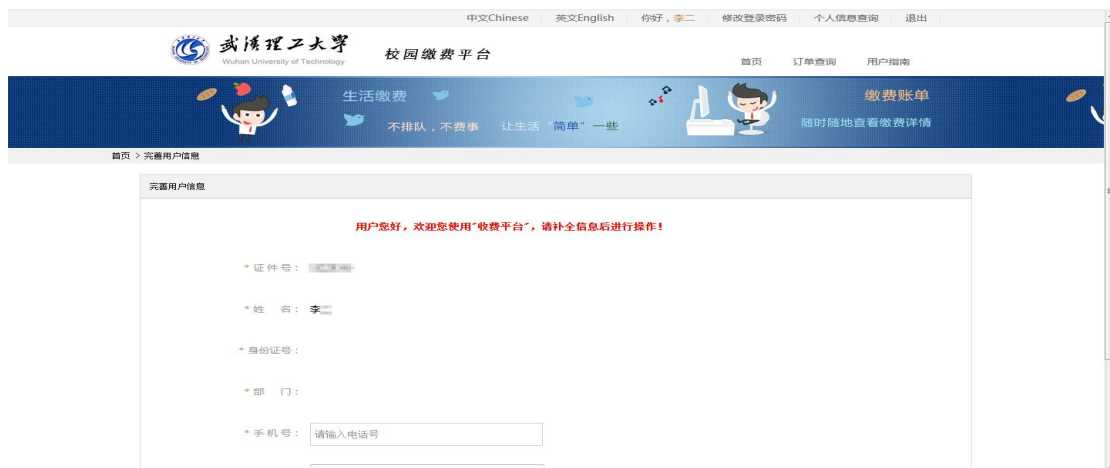 中文Chinese 英文English 你好，李二 修改登录密码 个人信息查询 退出
武汉理工大学
Wuhan University of Technology
校园缴费平台
首页 订单查询 用户指南
生活缴费
不排队，不费事 让生活“简单”一些
缴费账单
随时随地查看缴费详情
首页 > 完善用户信息
完善用户信息
用户您好，欢迎您使用"收费平台"，请补全信息后进行操作！
* 证件号：
* 姓 名： 李
* 身份证号：
* 部 门：
* 手机号： 请输入电话号